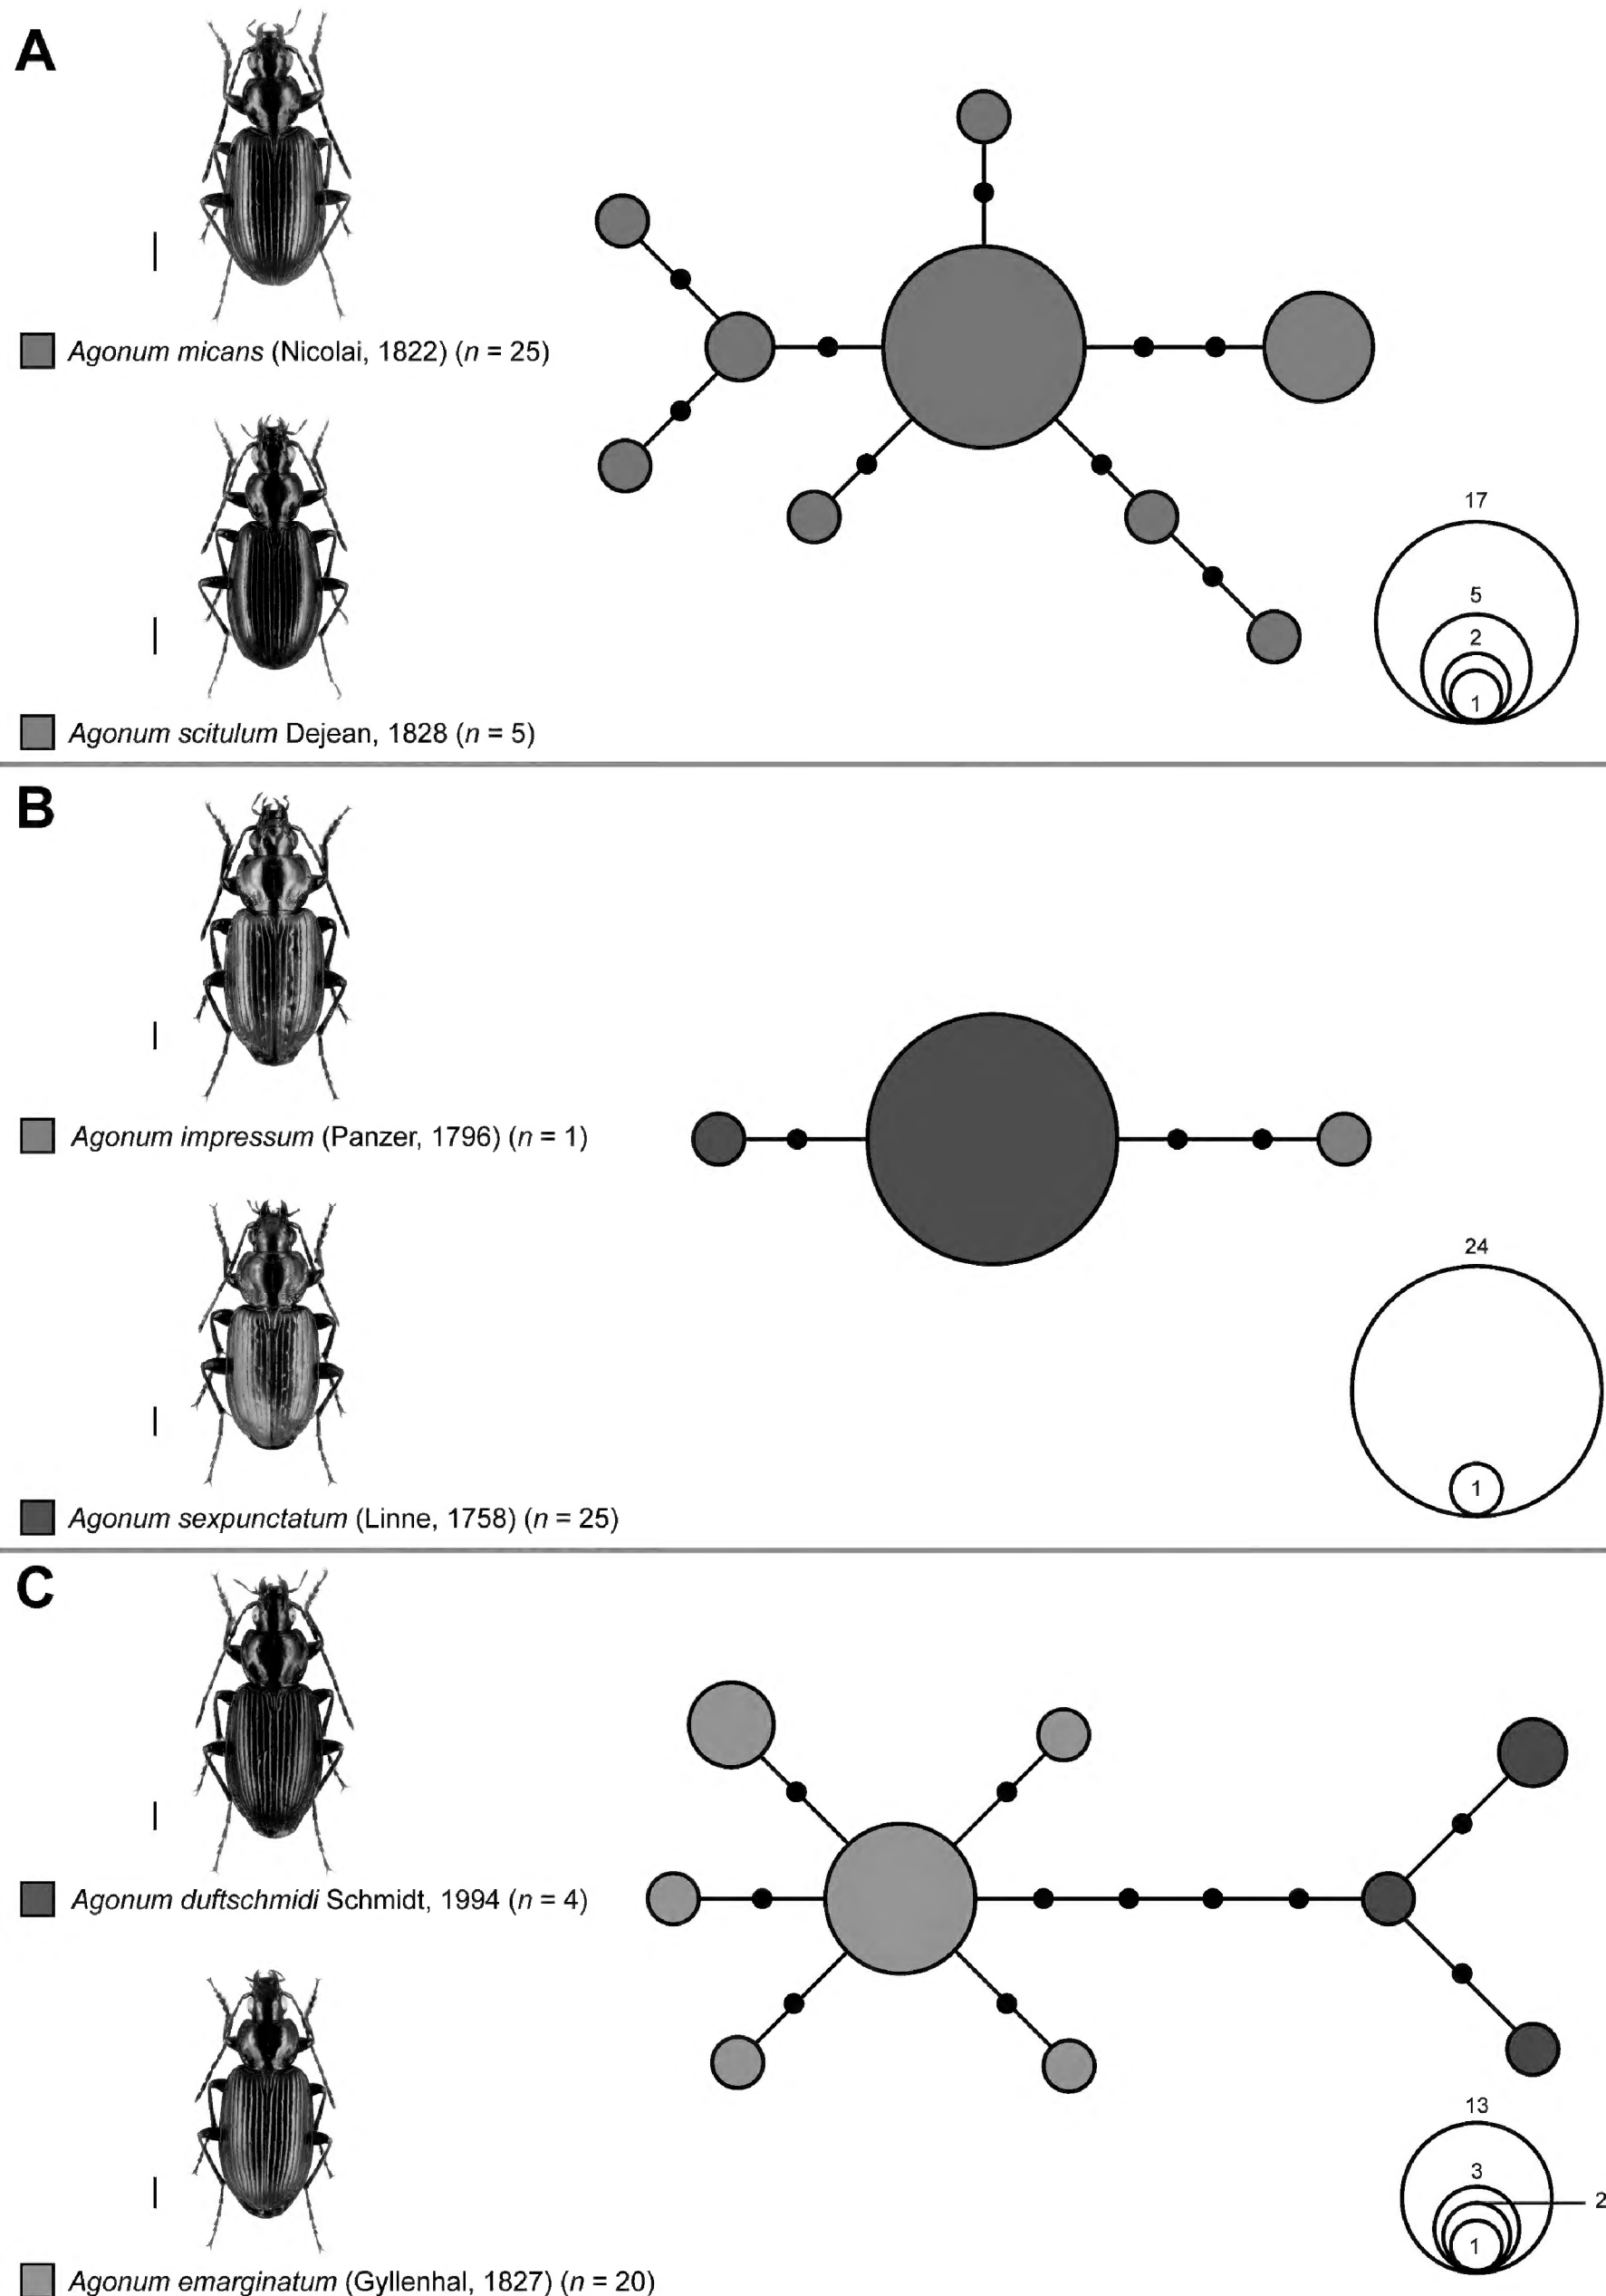 A
Agonum micans (Nicolai, 1822) (n = 25)
17
5
2
1
Agonum scitulum Dejean, 1828 (n = 5)
B
Agonum impressum (Panzer, 1796) (n = 1)
24
1
Agonum sexpunctatum (Linne, 1758) (n = 25)
C
Agonum duftschmidi Schmidt, 1994 (n = 4)
13
3
2
1
Agonum emarginatum (Gyllenhal, 1827) (n = 20)